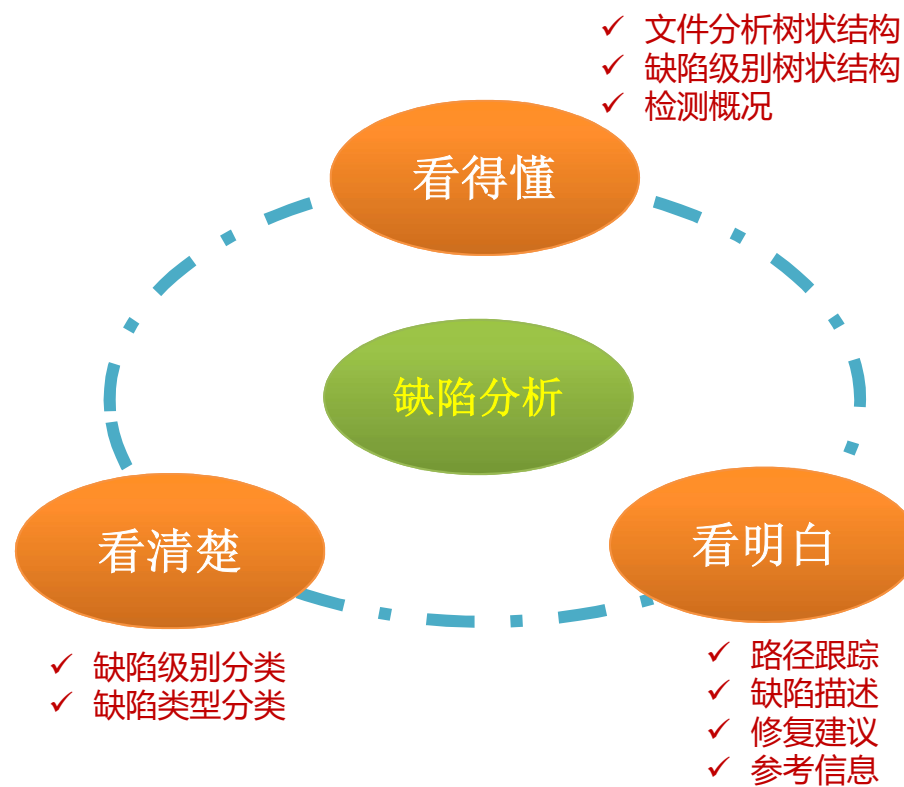 ✓ 文件分析树状结构
✓ 缺陷级别树状结构
✓ 检测概况
看得懂
缺陷分析
看清楚
看明白
✓ 缺陷级别分类
✓ 缺陷类型分类
✓ 路径跟踪
✓ 缺陷描述
✓ 修复建议
✓ 参考信息